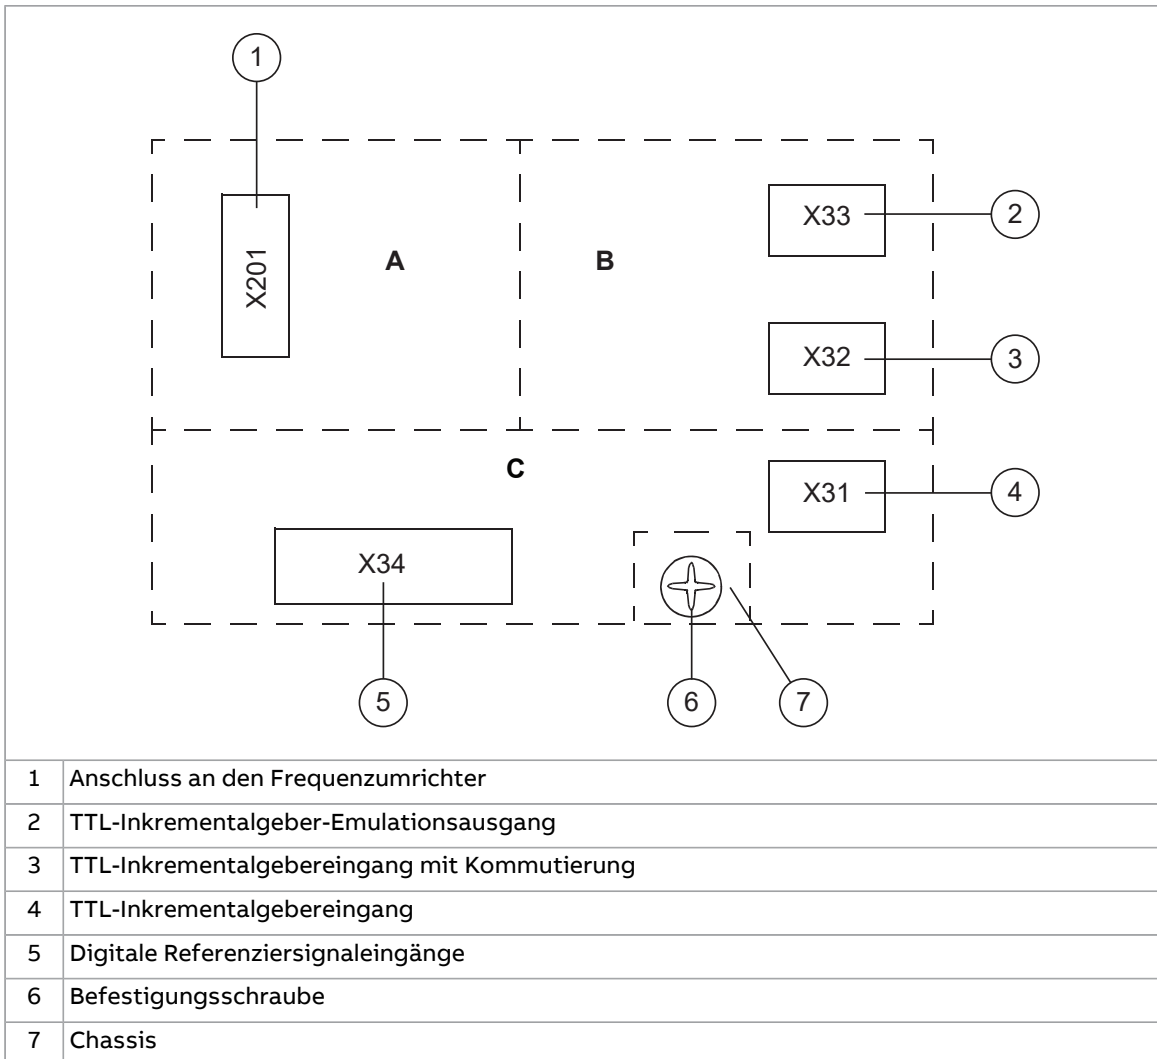 1
X201
A
B
X33
2
X32
3
C
X31
4
X34
5
6
7
1 Anschluss an den Frequenzumrichter
2 TTL-Inkrementalgeber-Emulationsausgang
3 TTL-Inkrementalgebereingang mit Kommutierung
4 TTL-Inkrementalgebereingang
5 Digitale Referenziersignaleingänge
6 Befestigungsschraube
7 Chassis